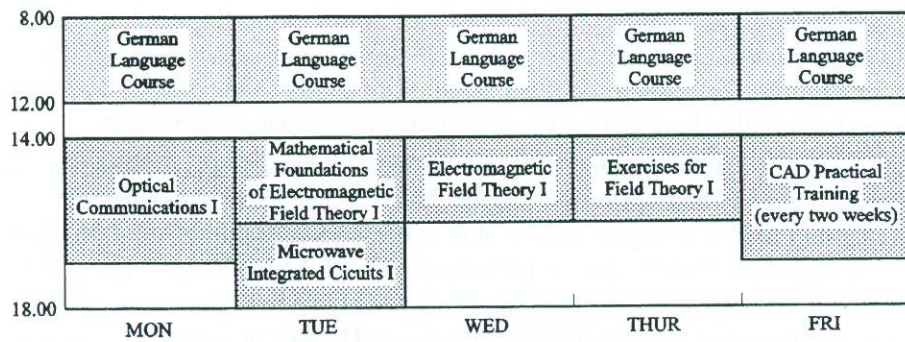 8.00
German
Language
Course
German
Language
Course
German
Language
Course
German
Language
Course
German
Language
Course
12.00
14.00
Optical
Communications I
Mathematical
Foundations
of Electromagnetic
Field Theory I
Electromagnetic
Field Theory I
Exercises for
Field Theory I
CAD Practical
Training
(every two weeks)
Microwave
Integrated Cicuits I
18.00
MON
TUE
WED
THUR
FRI